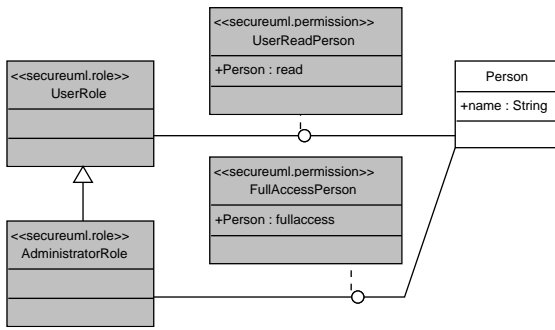 <<secureuml.permission>>
UserReadPerson
+Person : read
<<secureuml.role>>
UserRole
Person
+name : String
<<secureuml.permission>>
FullAccessPerson
+Person : fullaccess
<<secureuml.role>>
AdministratorRole